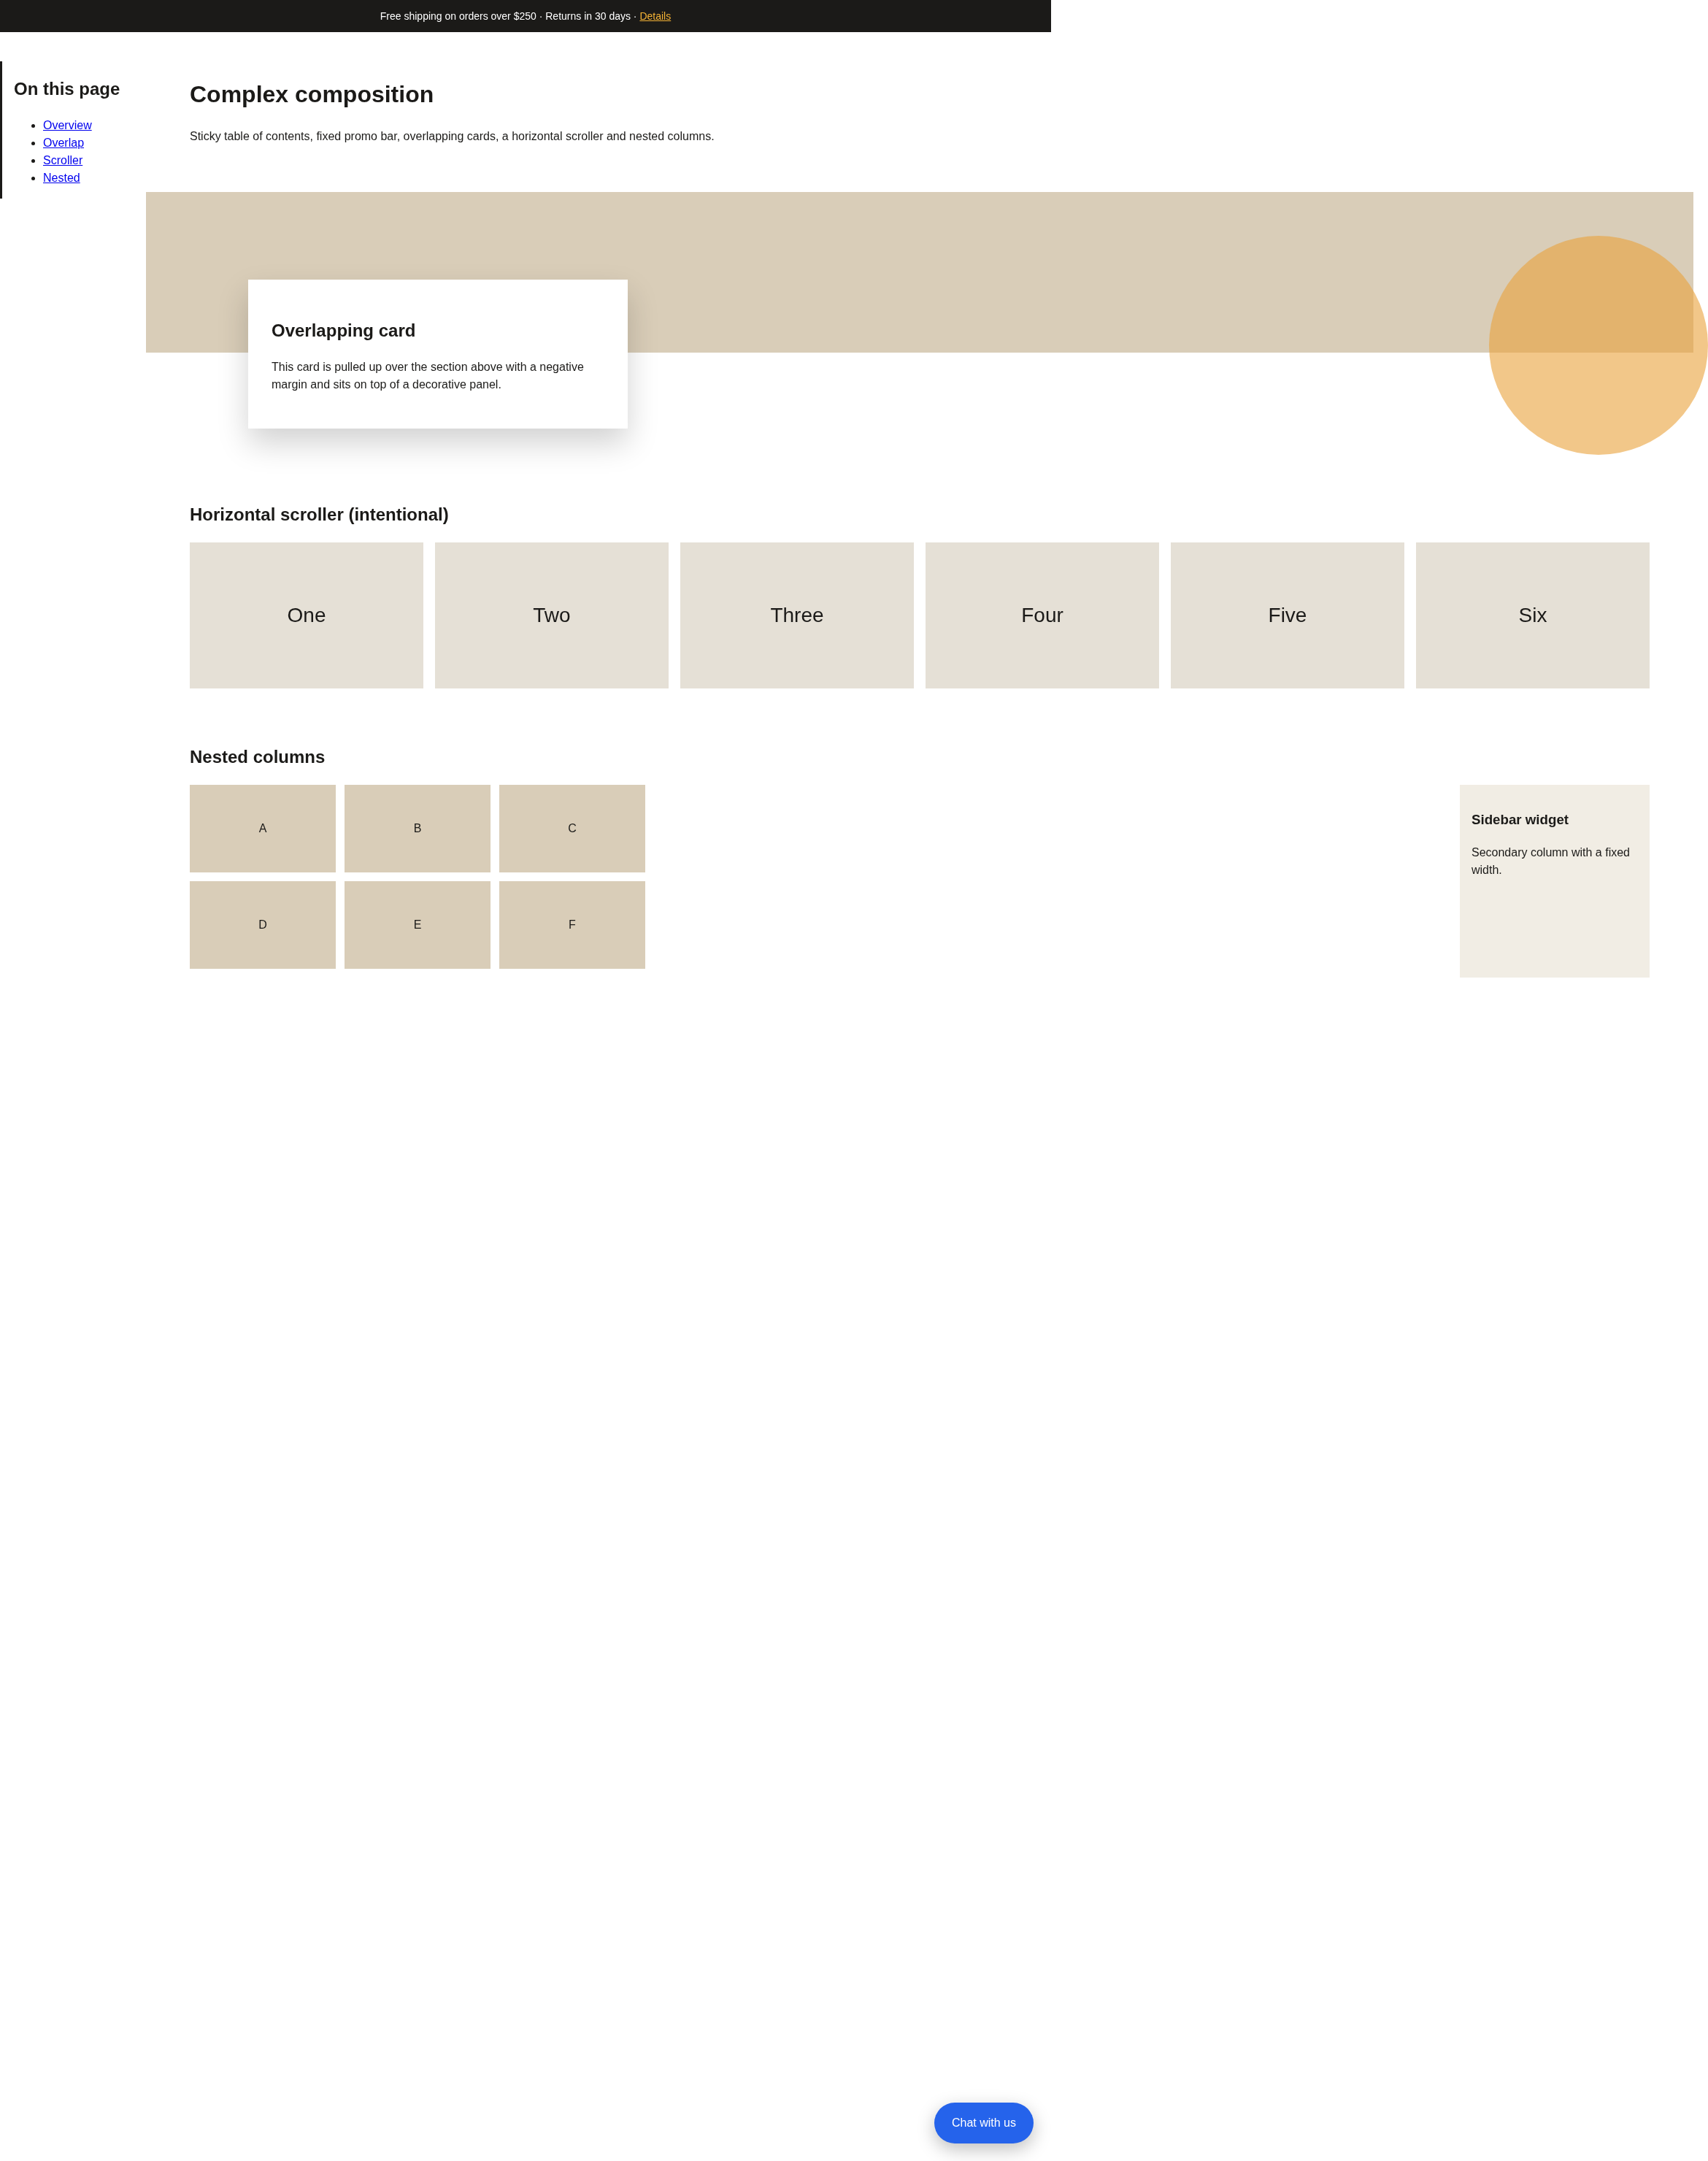 Free shipping on orders over $250 · Returns in 30 days · Details
On this page
Overview
Overlap
Scroller
Nested
Complex composition
Sticky table of contents, fixed promo bar, overlapping cards, a horizontal scroller and nested columns.
Overlapping card
This card is pulled up over the section above with a negative
margin and sits on top of a decorative panel.
Horizontal scroller (intentional)
One
Two
Three
Four
Five
Six
Nested columns
A
B
C
D
E
F
Sidebar widget
Secondary column with a fixed
width.
Chat with us